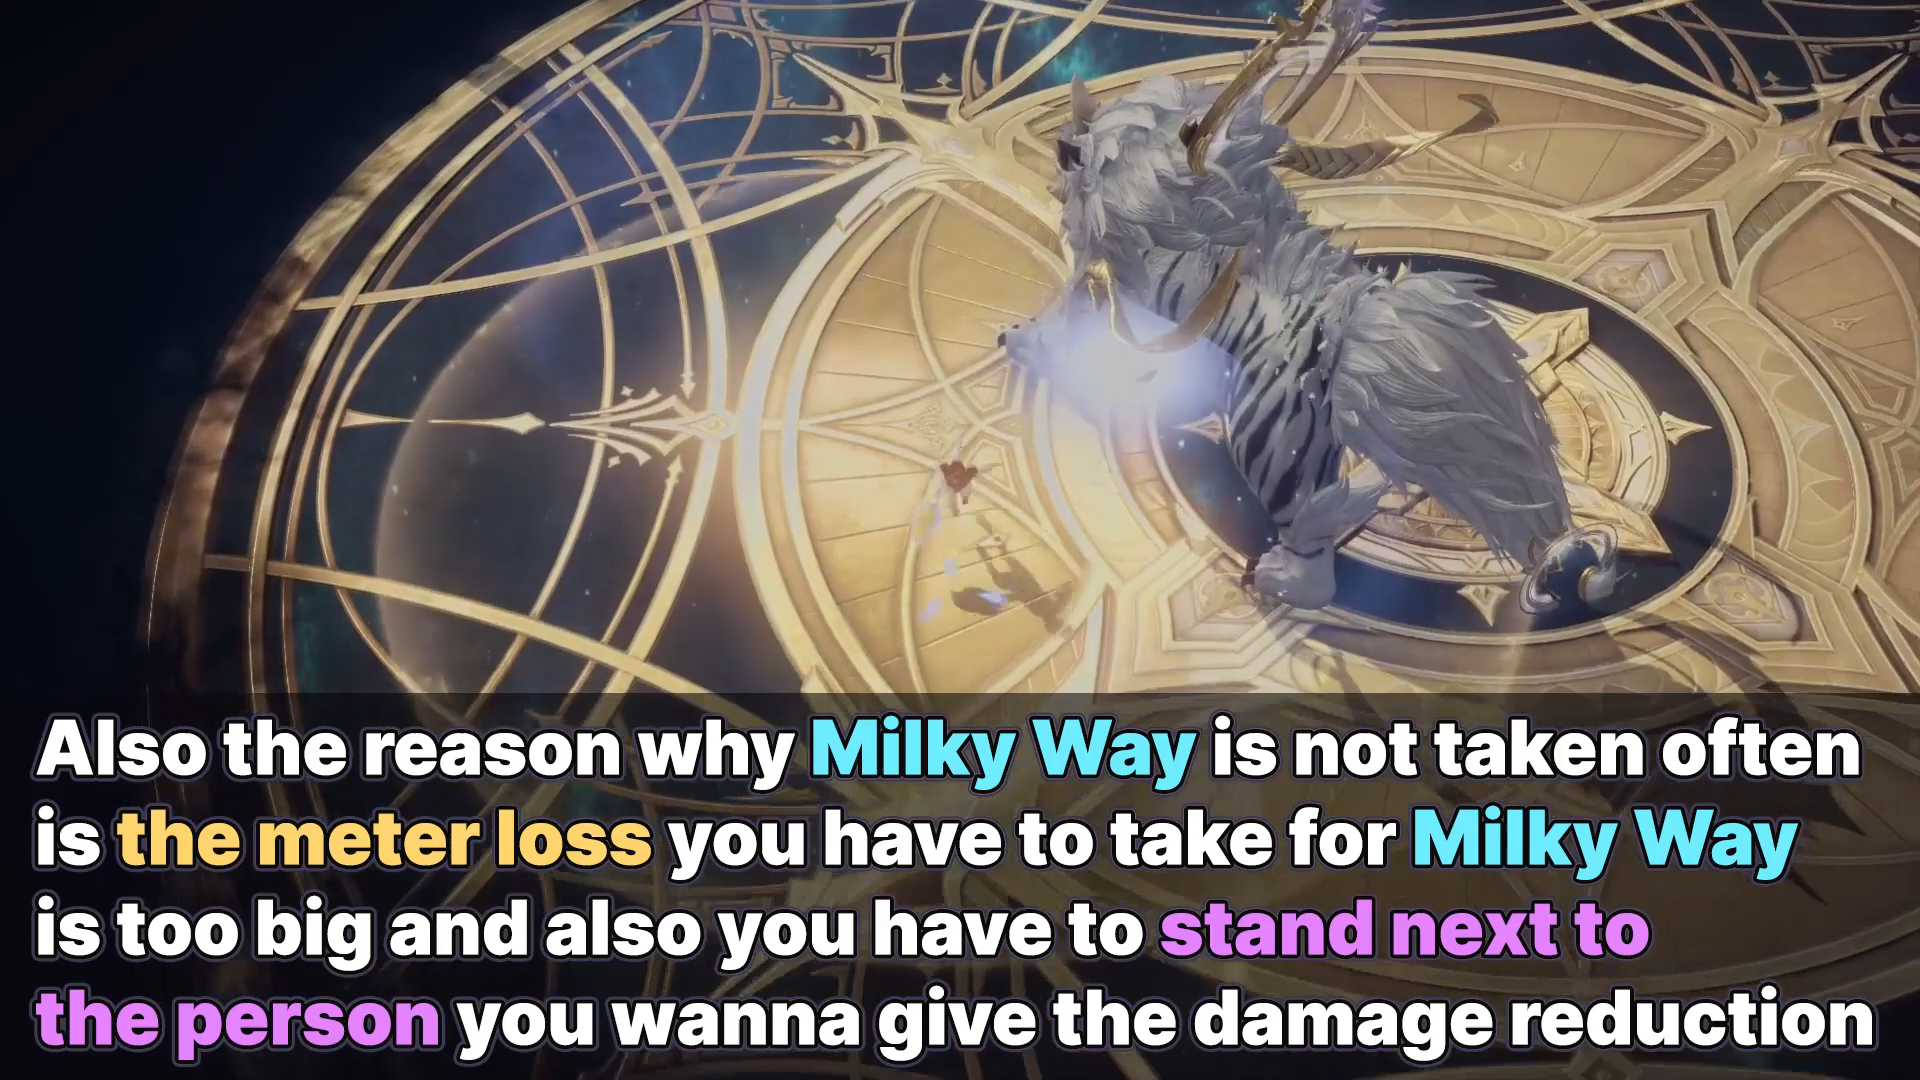 Also the reason why Milky Way is not taken often
is the meter loss you have to take for Milky Way
is too big and also you have to stand next to
the person you wanna give the damage reduction